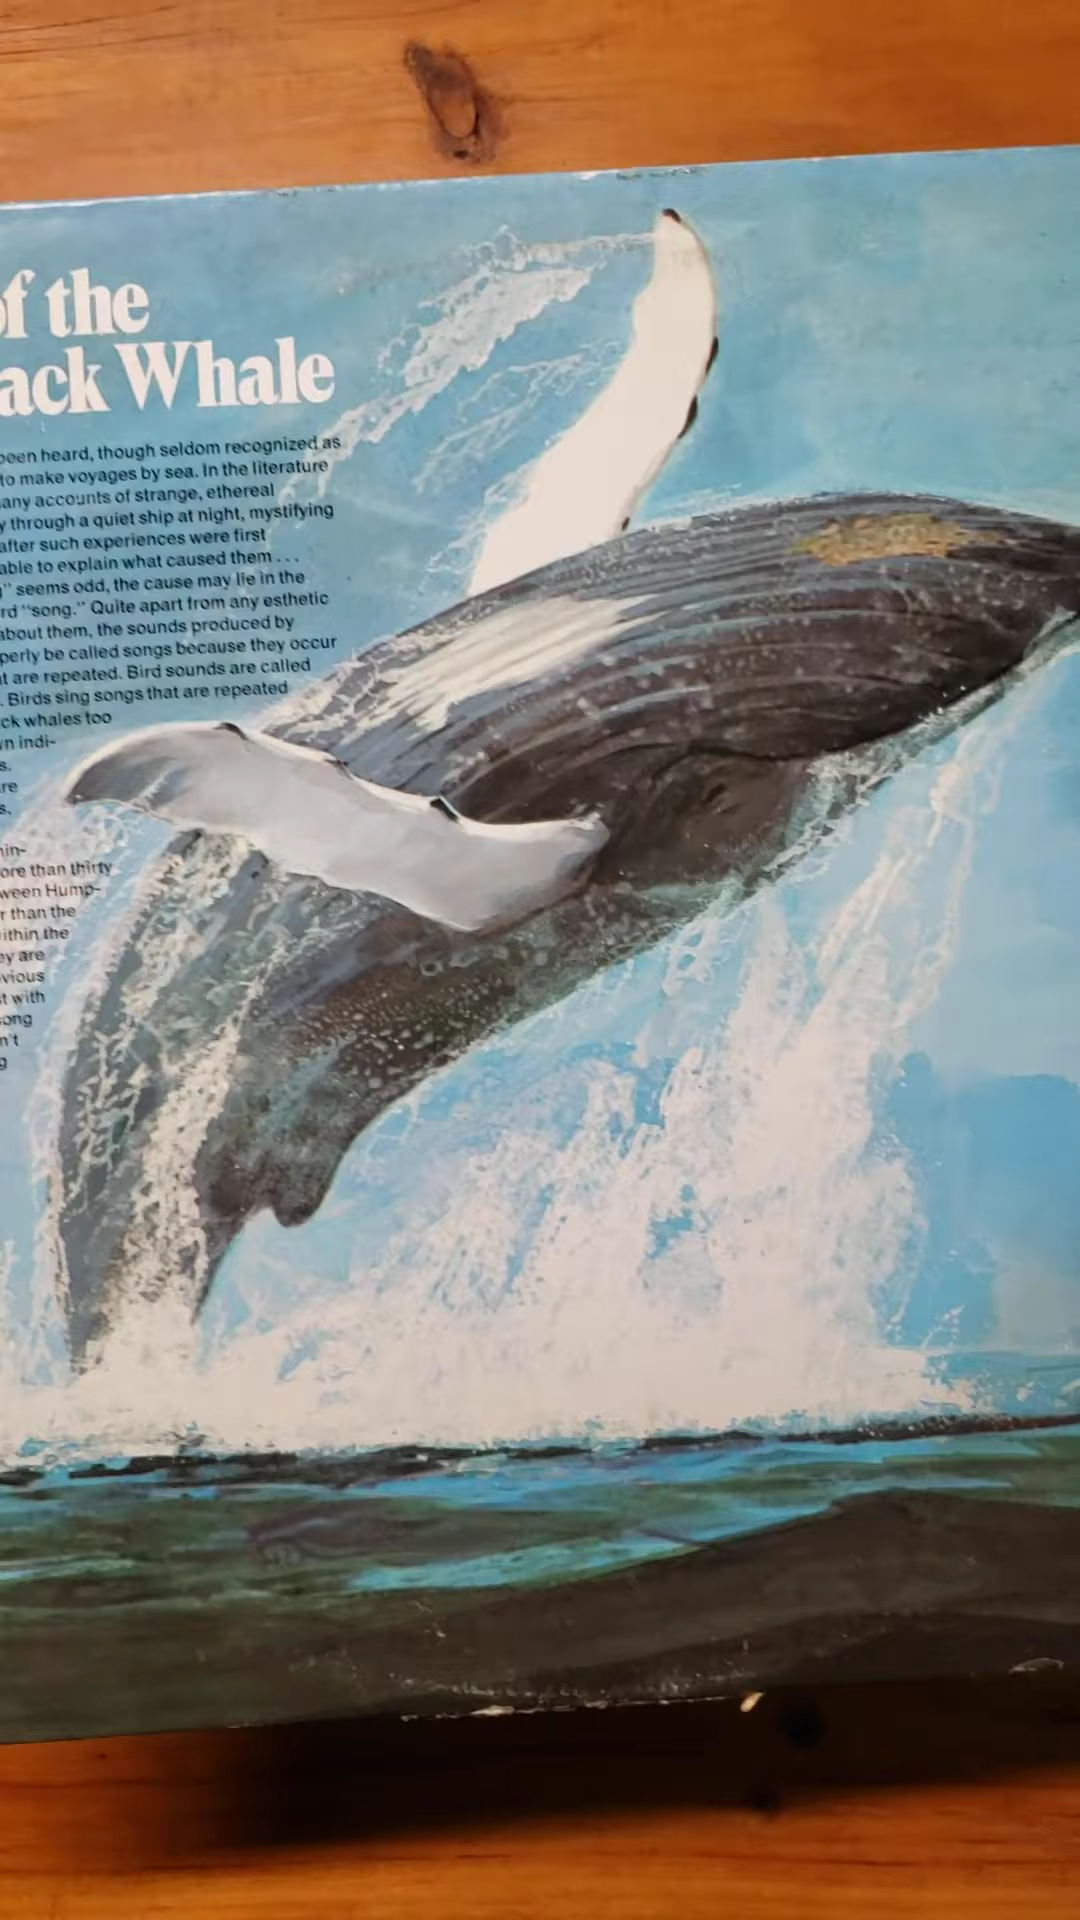 of the
ack Whale
been heard, though seldom recognized as
to make voyages by sea. In the literature
any accounts of strange, ethereal
y through a quiet ship at night, mystifying
after such experiences were first
able to explain what caused them . . .
" seems odd, the cause may lie in the
rd "song." Quite apart from any esthetic
about them, the sounds produced by
perly be called songs because they occur
t are repeated. Bird sounds are called
. Birds sing songs that are repeated
ck whales too
n indi-
s.
re
s.
in-
ore than thirty
ween Hump-
r than the
ithin the
ey are
vious
t with
ong
n't
g